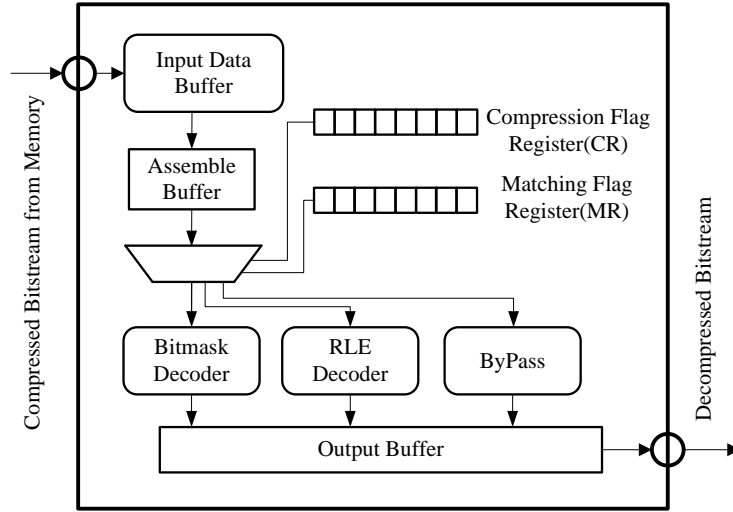 Compressed Bitstream from Memory
Input Data
Buffer
Assemble
Buffer
Compression Flag
Register(CR)
Matching Flag
Register(MR)
Bitmask
Decoder
RLE
Decoder
ByPass
Output Buffer
Decompressed Bitstream